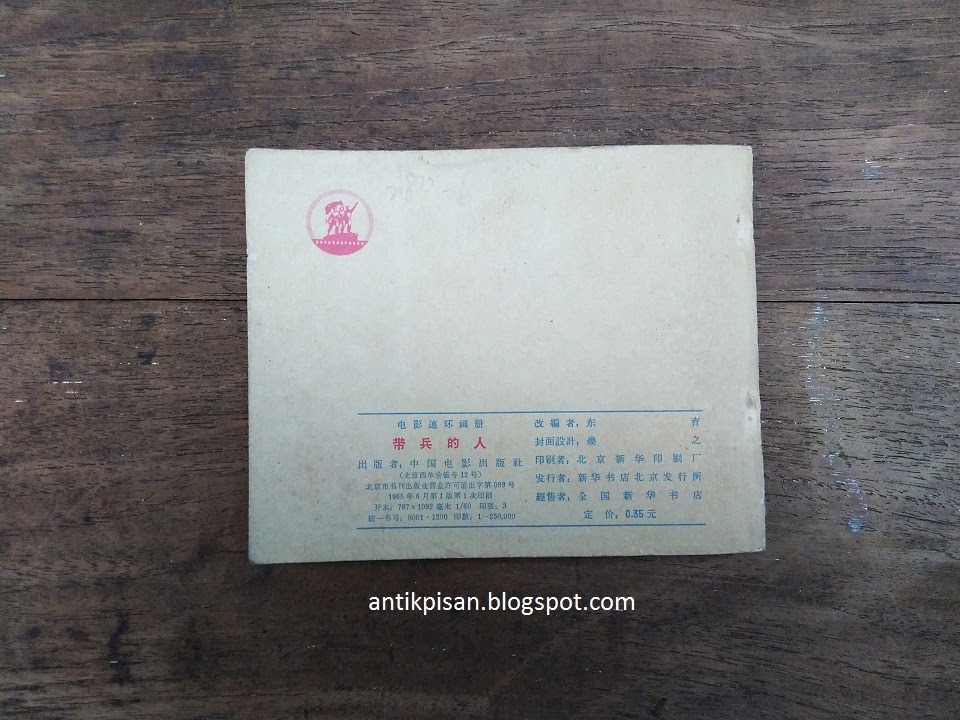 电影連环画册
带兵的人
出版者：中国电影出版社
（北京西单舍飯寺12号）
北京市书刊出版业营业許可証出字第089号
1965年6月第1版第1次印刷
开本：787×1092毫米 1/60 印张：3
統一书号：8061·1200 印数：1—250,000
改編者：东育
封面設計：燊之
印刷者：北京新华印刷厂
发行者：新华书店北京发行所
經售者：全国新华书店
定价：0.35元
antikpisan.blogspot.com